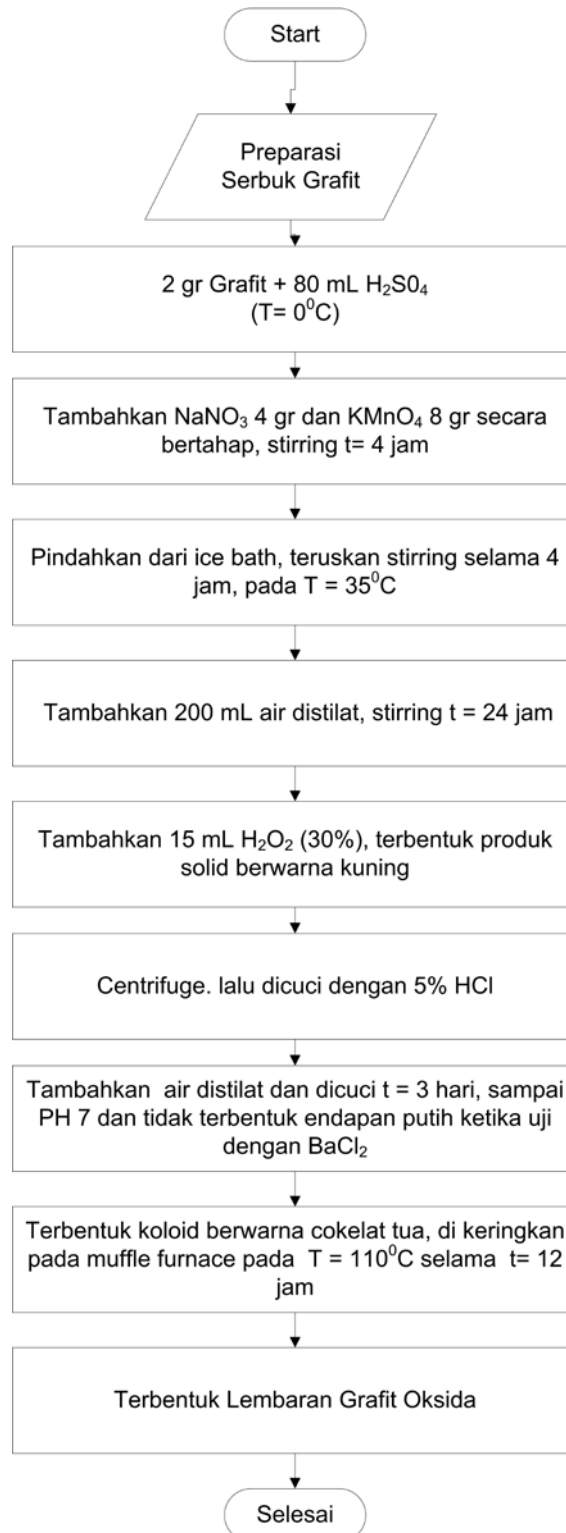 Start
Preparasi
Serbuk Grafit
2 gr Grafit + 80 mL H₂S0₄
(T= 0⁰C)
Tambahkan NaNO₃ 4 gr dan KMnO₄ 8 gr secara
bertahap, stirring t= 4 jam
Pindahkan dari ice bath, teruskan stirring selama 4
jam, pada T = 35⁰C
Tambahkan 200 mL air distilat, stirring t = 24 jam
Tambahkan 15 mL H₂O₂ (30%), terbentuk produk
solid berwarna kuning
Centrifuge. lalu dicuci dengan 5% HCl
Tambahkan air distilat dan dicuci t = 3 hari, sampai
PH 7 dan tidak terbentuk endapan putih ketika uji
dengan BaCl₂
Terbentuk koloid berwarna cokelat tua, di keringkan
pada muffle furnace pada T = 110⁰C selama t= 12
jam
Terbentuk Lembaran Grafit Oksida
Selesai